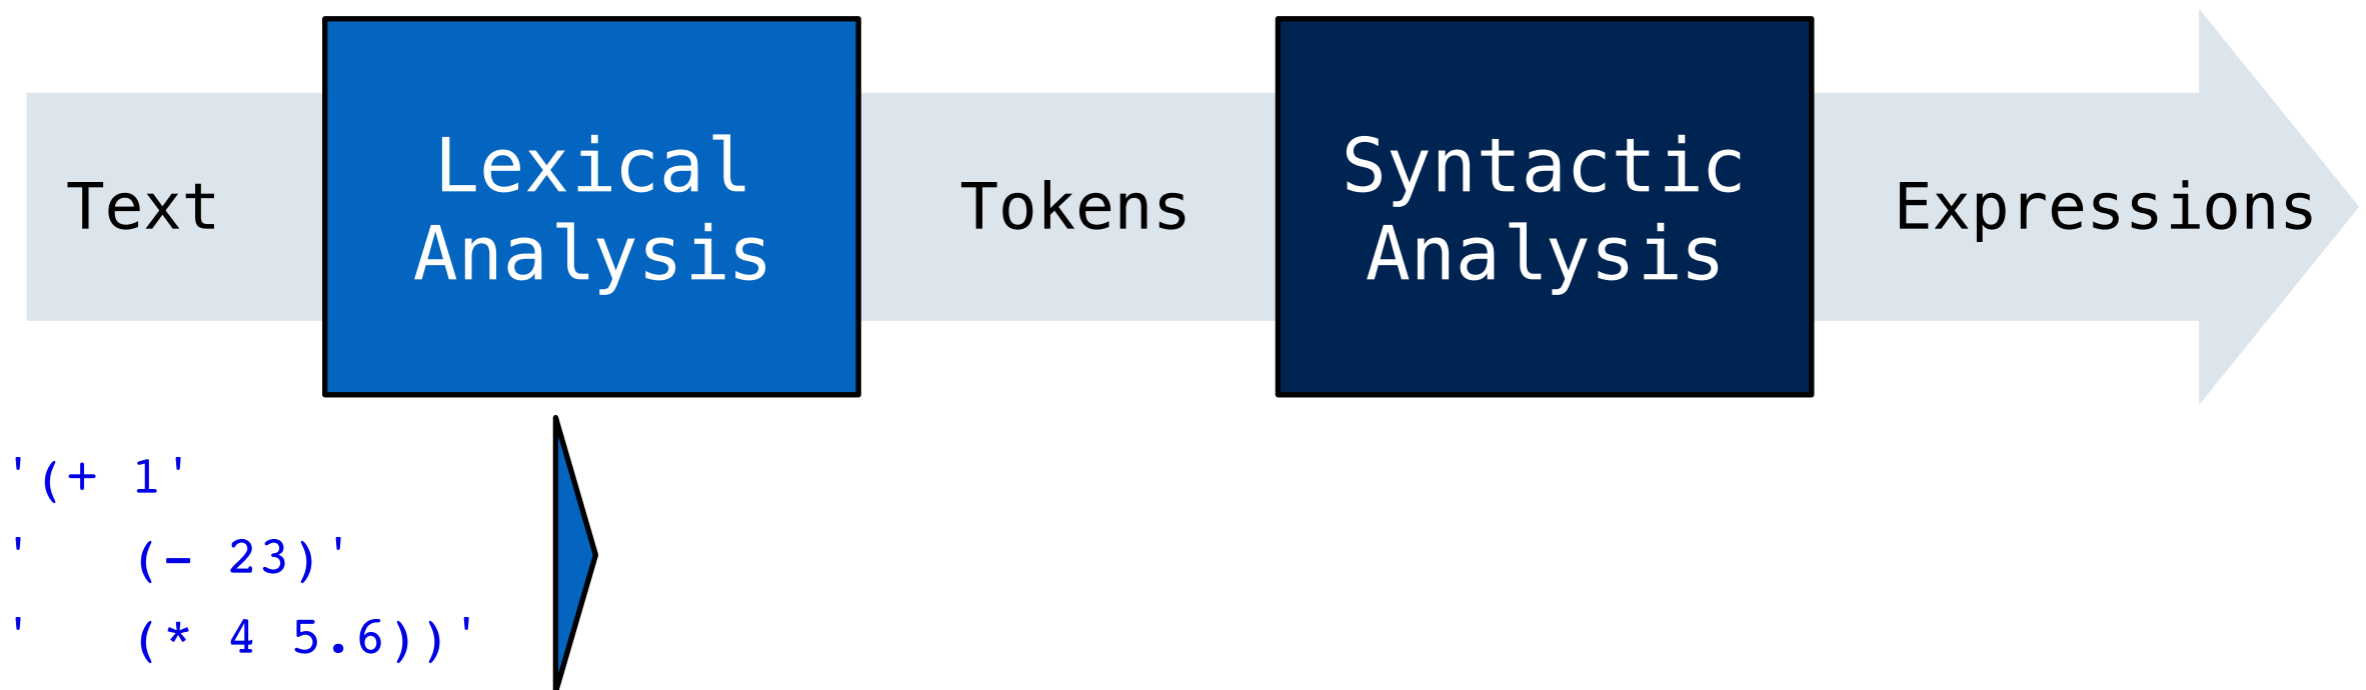 Text
Lexical
Analysis
Tokens
Syntactic
Analysis
Expressions
'(+ 1'
'   (- 23)'
'   (* 4 5.6))'